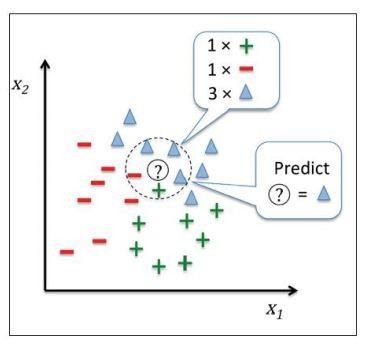 1 × +
1 × −
3 × ▲
x₂
?
Predict
? = ▲
x₁